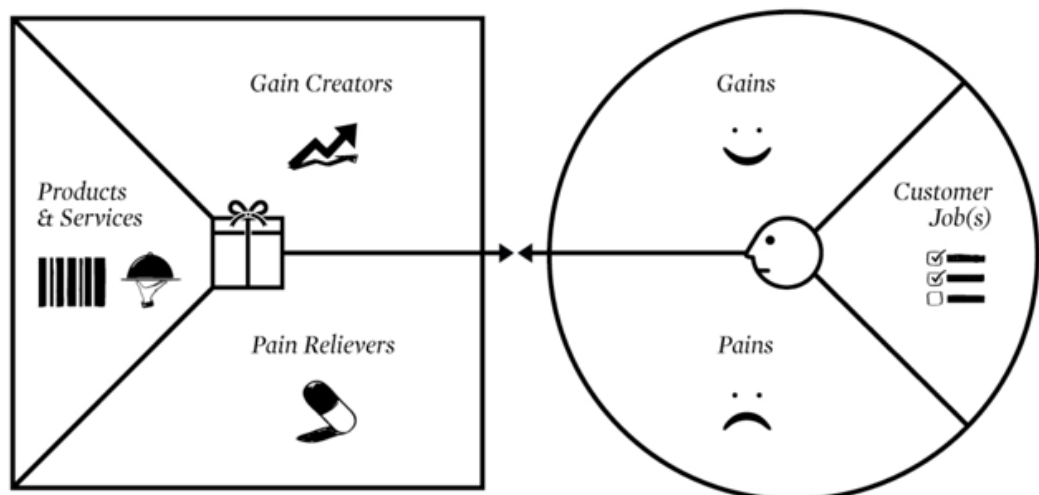 Gain Creators
Products
& Services
Pain Relievers
Gains
Customer
Job(s)
Pains